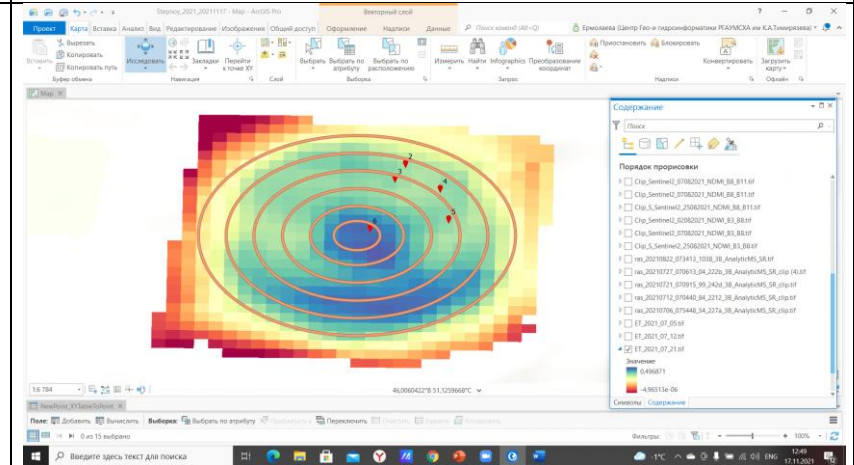 Stepnoy_2021_20211117 - Map - ArcGIS Pro
Векторный слой
Проект Карта Вставка Анализ Вид Редактирование Изображения Общий доступ Оформление Надписи Данные
Поиск команд (Alt+Q)
Ермолаева (Центр Гео-и гидроинформатики РГАУМСХА им К.А.Тимирязева)
Вставить
Вырезать
Копировать
Копировать путь
Исследовать
Закладки
Перейти к точке XY
Выбрать
Выбрать по атрибуту
Выбрать по расположению
Измерить
Найти
Infographics
Преобразование координат
Приостановить
Блокировать
Конвертировать
Загрузить карту
Буфер обмена Навигация Слой Выборка Запрос Надписи Офлайн
Map
2
3
4
5
6
Содержание
Поиск
Порядок прорисовки
Clip_Sentinel2_07082021_NDMI_B8_B11.tif
Clip_S_Sentinel2_25082021_NDMI_B8_B11.tif
Clip_Sentinel2_02082021_NDWI_B3_B8.tif
Clip_Sentinel2_07082021_NDWI_B3_B8.tif
Clip_S_Sentinel2_25082021_NDWI_B3_B8.tif
ras_20210822_073413_1038_3B_AnalyticMS_SR.tif
ras_20210727_070613_04_222b_3B_AnalyticMS_SR_clip (4).tif
ras_20210721_070915_99_242d_3B_AnalyticMS_SR_clip.tif
ras_20210712_070440_84_2212_3B_AnalyticMS_SR_clip.tif
ras_20210706_075448_34_227a_3B_AnalyticMS_SR_clip.tif
ET_2021_07_05.tif
ET_2021_07_12.tif
ET_2021_07_21.tif
Значение
0,496871
-4,96513e-06
Символы Содержание
1:6 784
46,0060422°В 51,1259668°С
NewPoint_XYTableToPoint
Поле: Добавить Вычислить Выборка: Выбрать по атрибуту Переключить
0 из 15 выбрано
Фильтры:
100%
Введите здесь текст для поиска
-1°C
ENG
12:49
17.11.2021